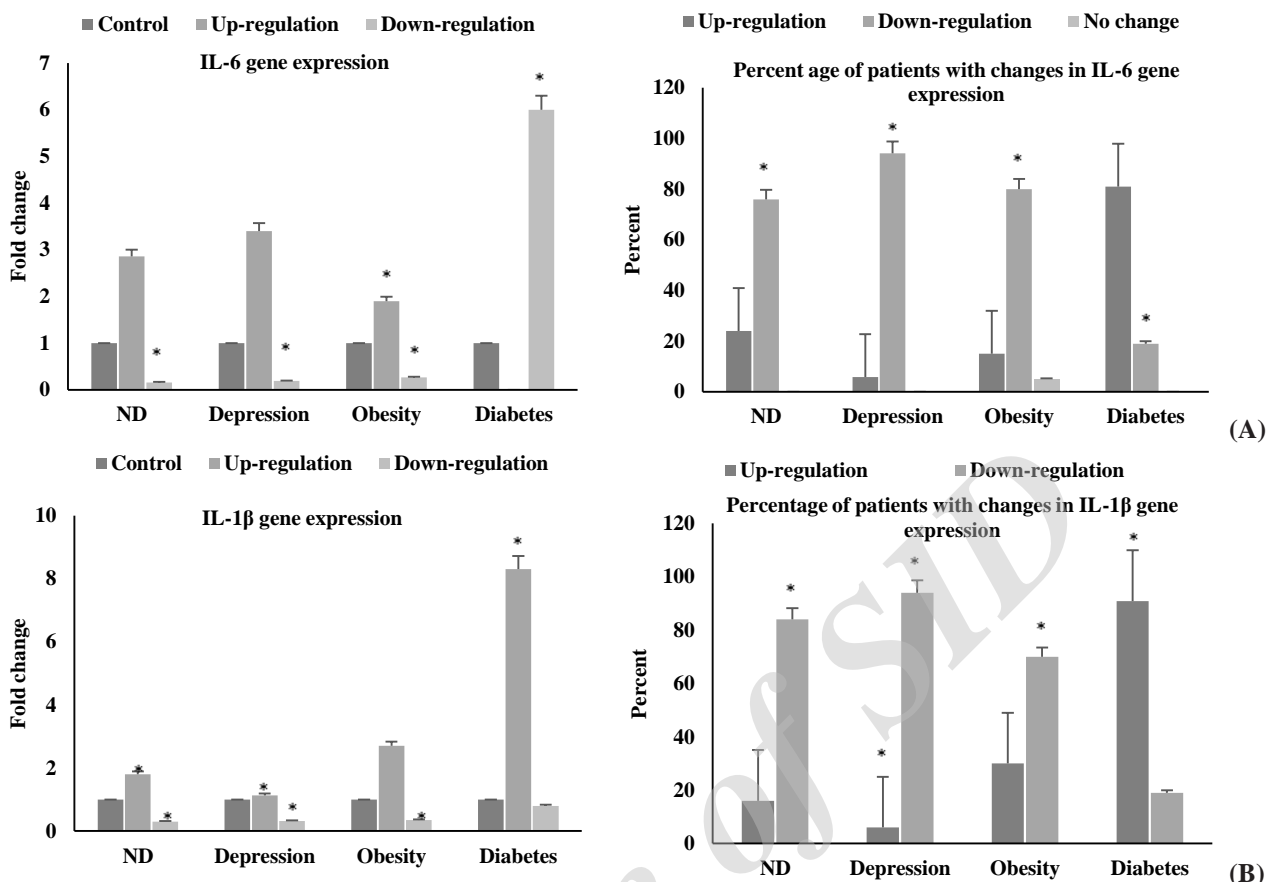 Control Up-regulation Down-regulation
IL-6 gene expression
7
6
5
4
3
2
1
0
Fold change
* * * * *
ND Depression Obesity Diabetes
Up-regulation Down-regulation No change
Percent age of patients with changes in IL-6 gene
expression
120
100
80
60
40
20
0
Percent
* * * *
ND Depression Obesity Diabetes
(A)
Control Up-regulation Down-regulation
IL-1β gene expression
10
8
6
4
2
0
Fold change
* * * * * *
ND Depression Obesity Diabetes
Up-regulation Down-regulation
Percentage of patients with changes in IL-1β gene
expression
120
100
80
60
40
20
0
Percent
* * * * *
ND Depression Obesity Diabetes
(B)
of SID